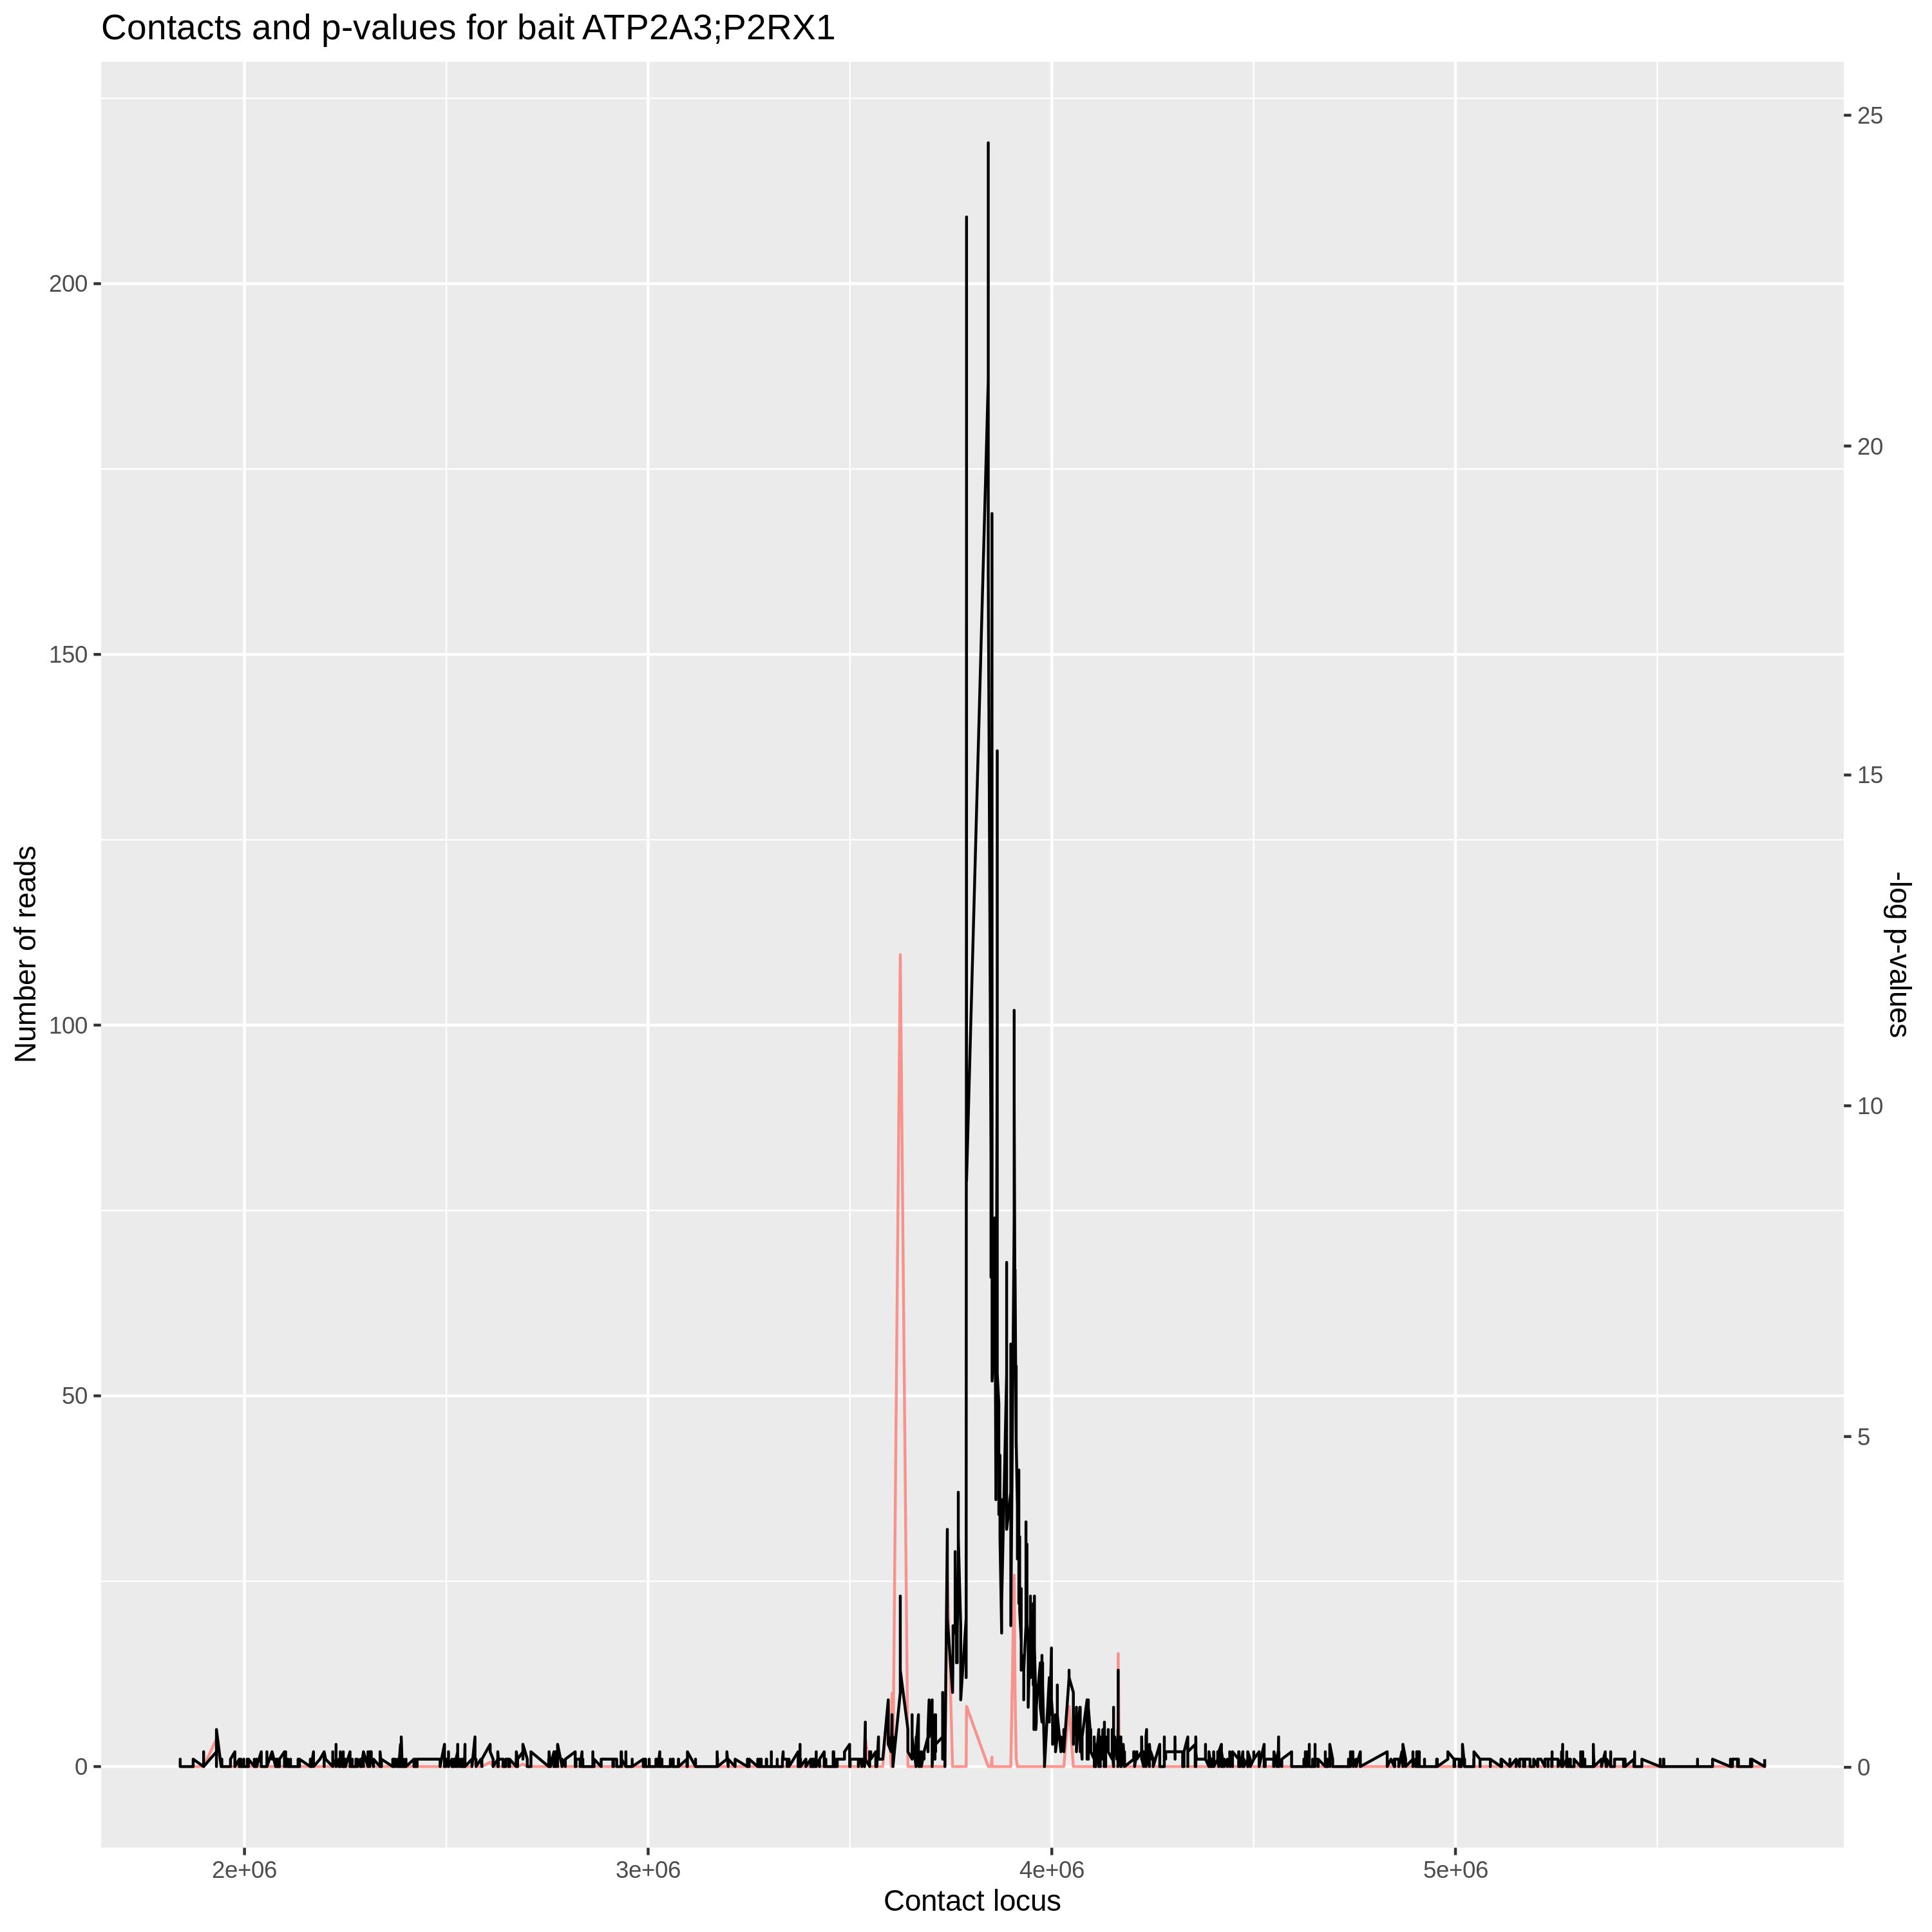 Contacts and p-values for bait ATP2A3;P2RX1
25
200
20
150
15
Number of reads
-log p-values
100
10
50
5
0
0
2e+06
3e+06
4e+06
5e+06
Contact locus